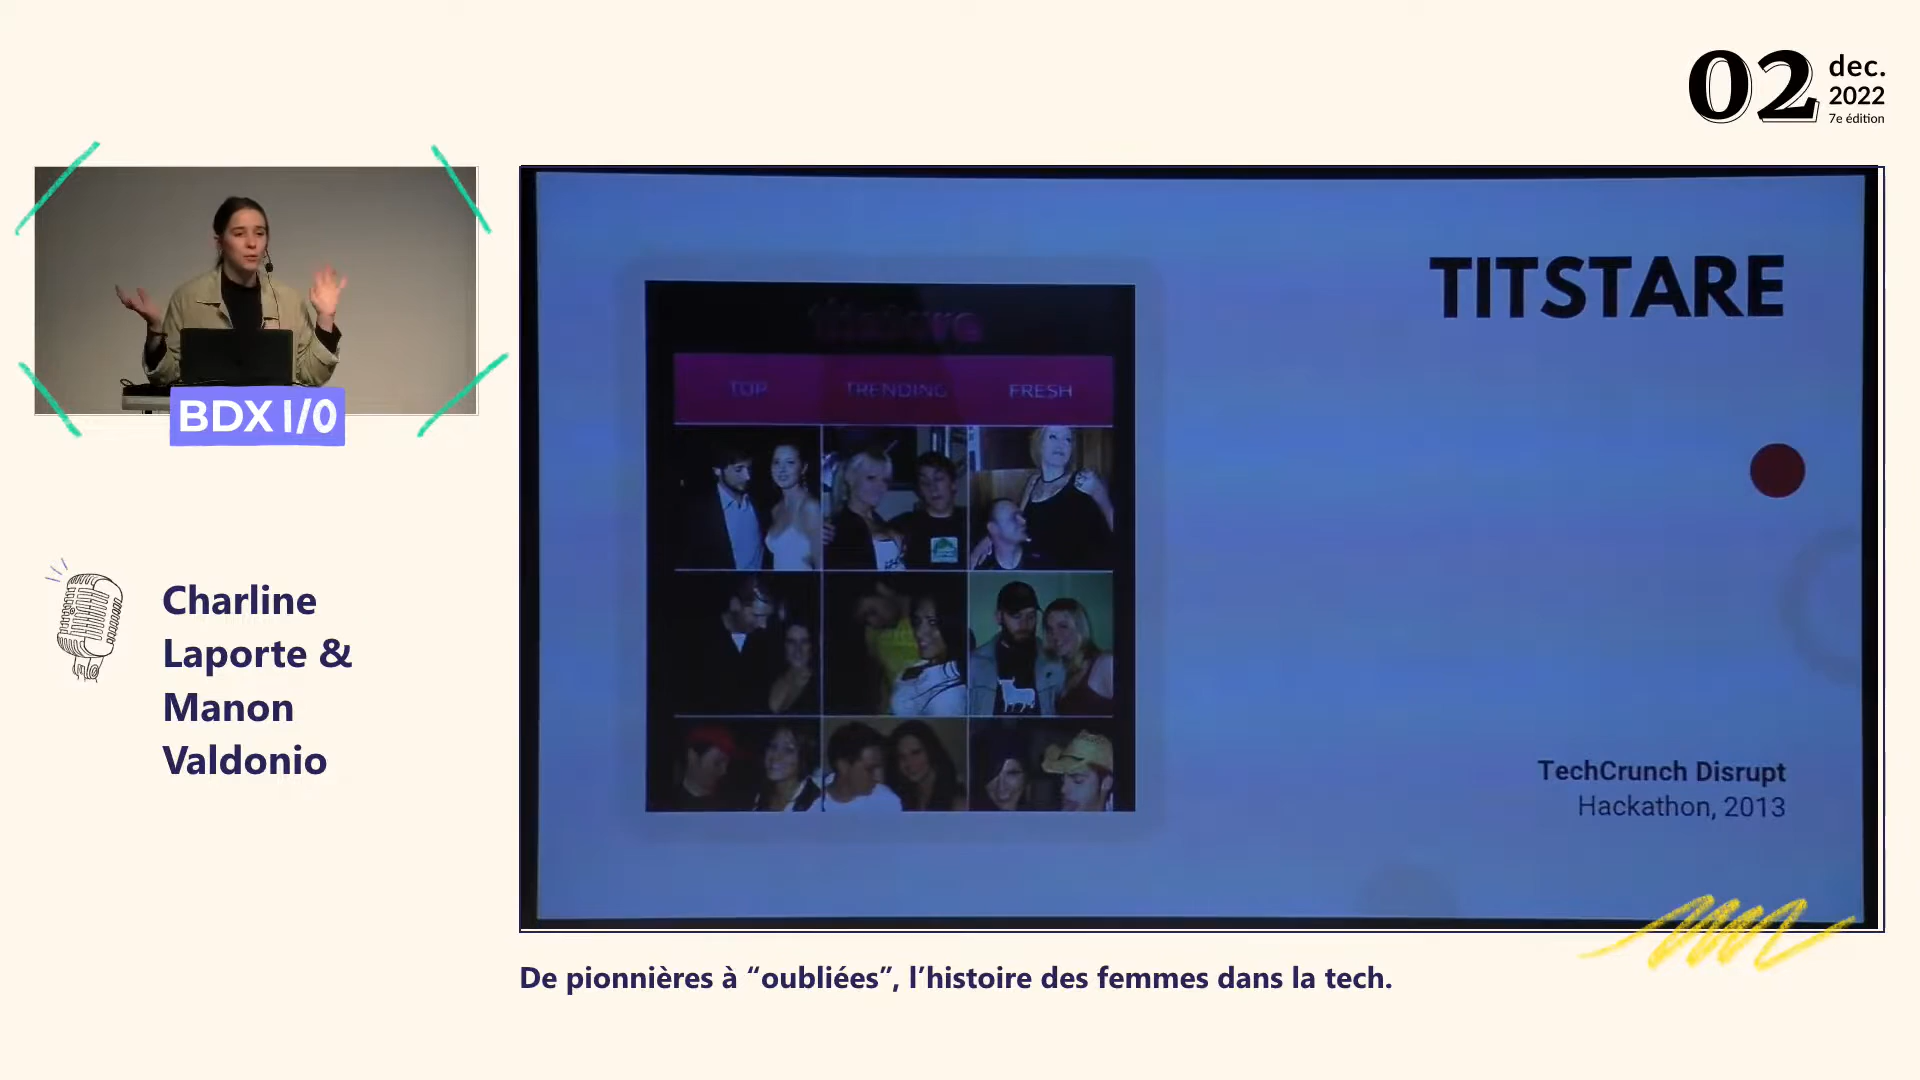 02
dec.
2022
7e édition
BDX I/O
Charline
Laporte &
Manon
Valdonio
TITSTARE
TOP
TRENDING
FRESH
TechCrunch Disrupt
Hackathon, 2013
De pionnières à “oubliées”, l’histoire des femmes dans la tech.